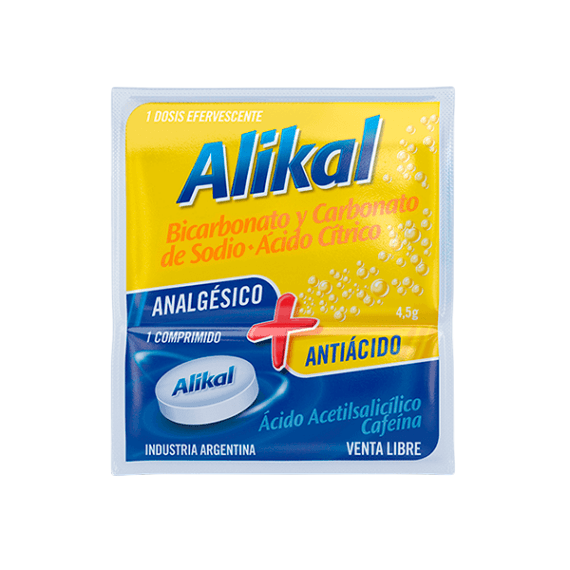 1 DOSIS EFERVESCENTE
Alikal
Bicarbonato y Carbonato
de Sodio • Ácido Cítrico
4,5g
ANALGÉSICO
+
ANTIÁCIDO
1 COMPRIMIDO
Alikal
Ácido Acetilsalicílico
Cafeína
INDUSTRIA ARGENTINA
VENTA LIBRE